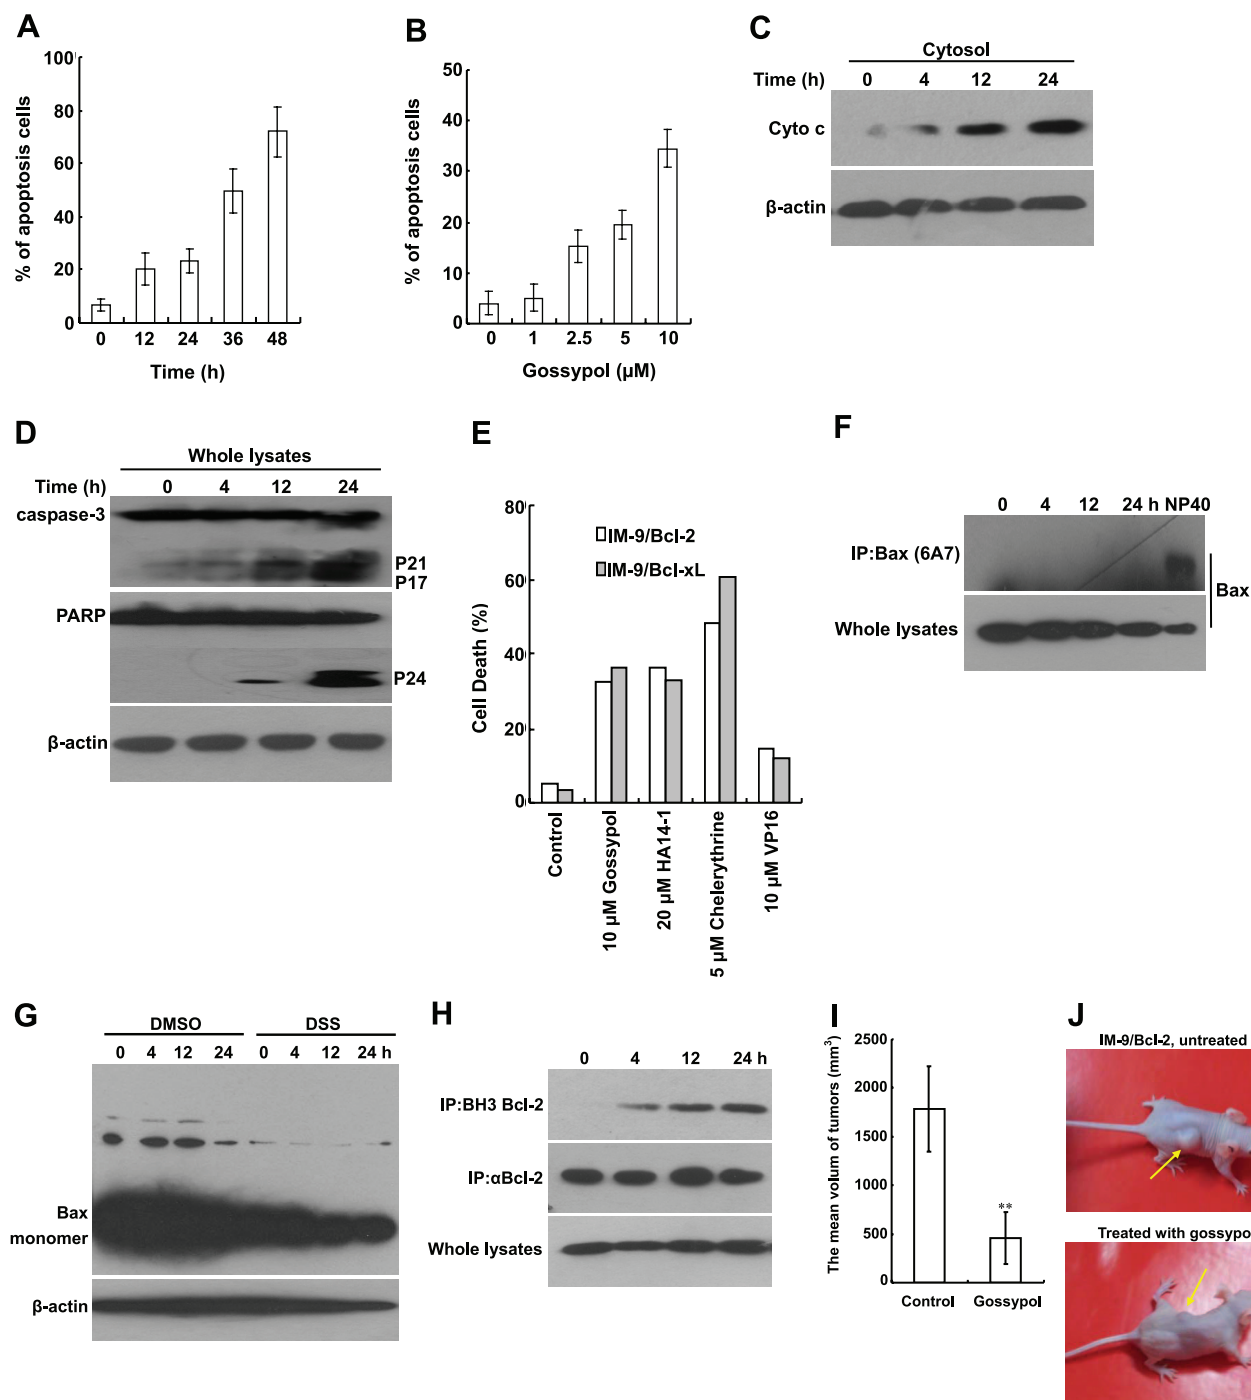 A
% of apoptosis cells
100
80
60
40
20
0
0 12 24 36 48
Time (h)
B
% of apoptosis cells
50
40
30
20
10
0
0 1 2.5 5 10
Gossypol (µM)
C
Cytosol
Time (h) 0 4 12 24
Cyto c
β-actin
D
Whole lysates
Time (h) 0 4 12 24
caspase-3
P21
P17
PARP
P24
β-actin
E
Cell Death (%)
80
60
40
20
0
IM-9/Bcl-2
IM-9/Bcl-xL
Control
10 µM Gossypol
20 µM HA14-1
5 µM Chelerythrine
10 µM VP16
F
0 4 12 24 h NP40
IP:Bax (6A7)
Bax
Whole lysates
G
DMSO DSS
0 4 12 24 0 4 12 24 h
Bax
monomer
β-actin
H
0 4 12 24 h
IP:BH3 Bcl-2
IP:αBcl-2
Whole lysates
I
The mean volum of tumors (mm³)
2500
2000
1500
1000
500
0
**
Control Gossypol
J
IM-9/Bcl-2, untreated
Treated with gossypo